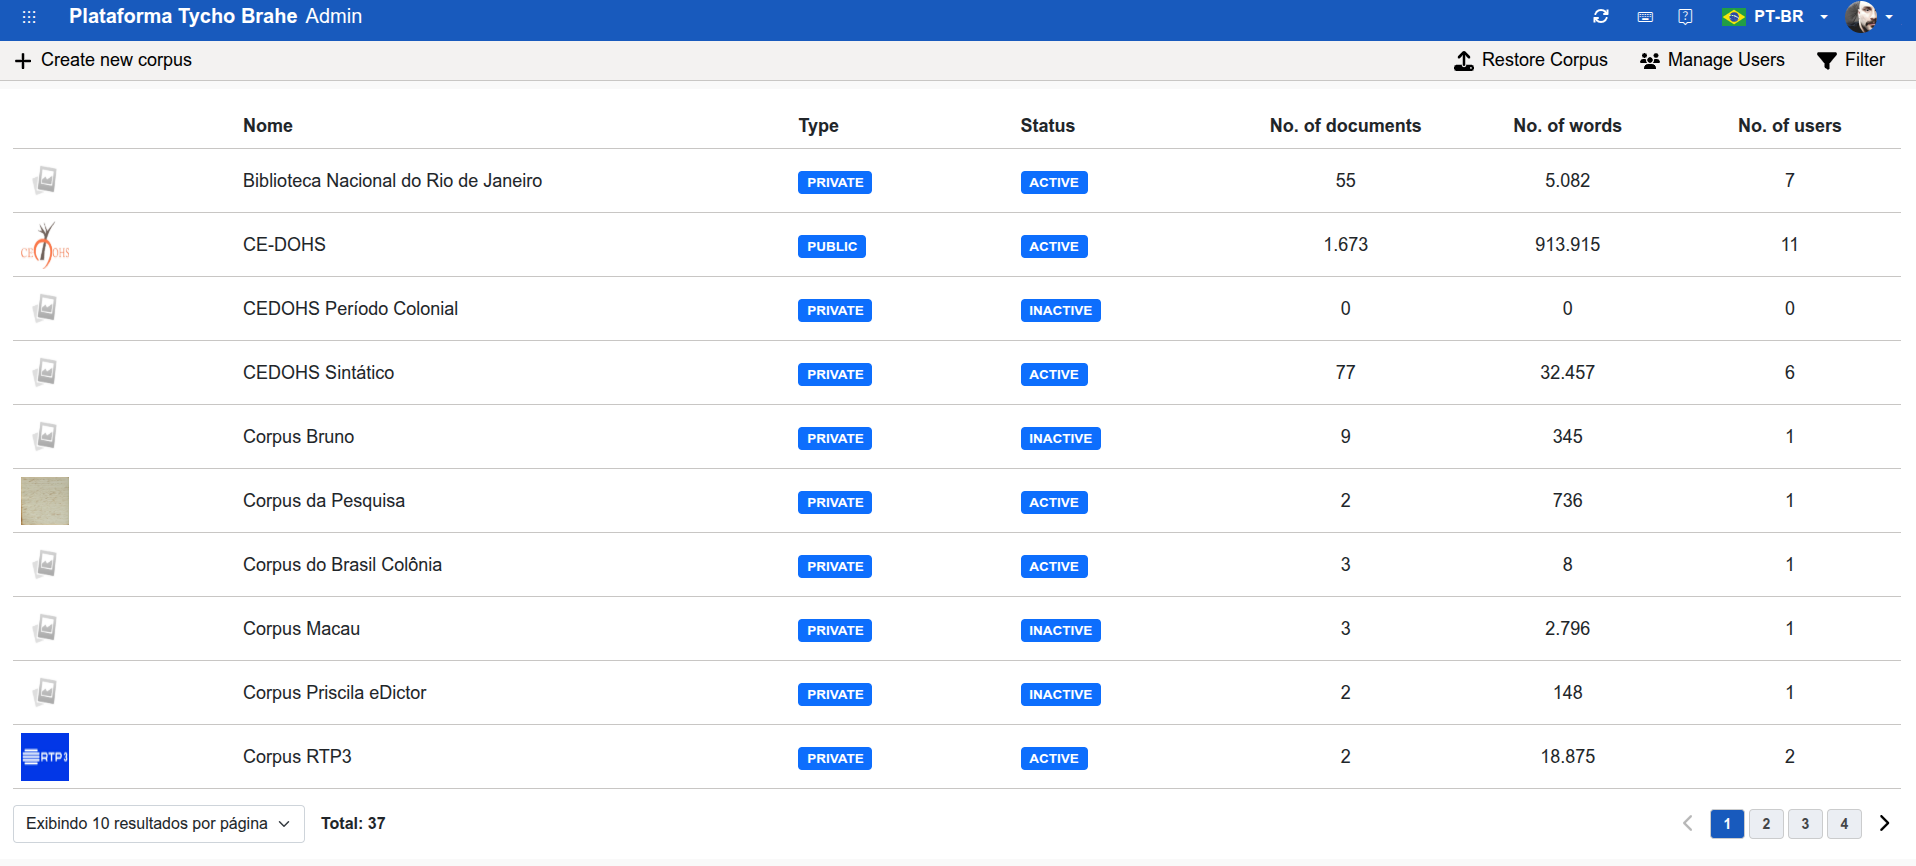 Plataforma Tycho Brahe Admin PT-BR
Create new corpus Restore Corpus Manage Users Filter
Nome Type Status No. of documents No. of words No. of users
Biblioteca Nacional do Rio de Janeiro PRIVATE ACTIVE 55 5.082 7
CE-DOHS CE-DOHS PUBLIC ACTIVE 1.673 913.915 11
CEDOHS Período Colonial PRIVATE INACTIVE 0 0 0
CEDOHS Sintático PRIVATE ACTIVE 77 32.457 6
Corpus Bruno PRIVATE INACTIVE 9 345 1
Corpus da Pesquisa PRIVATE ACTIVE 2 736 1
Corpus do Brasil Colônia PRIVATE ACTIVE 3 8 1
Corpus Macau PRIVATE INACTIVE 3 2.796 1
Corpus Priscila eDictor PRIVATE INACTIVE 2 148 1
RTP3 Corpus RTP3 PRIVATE ACTIVE 2 18.875 2
Exibindo 10 resultados por página Total: 37 1 2 3 4